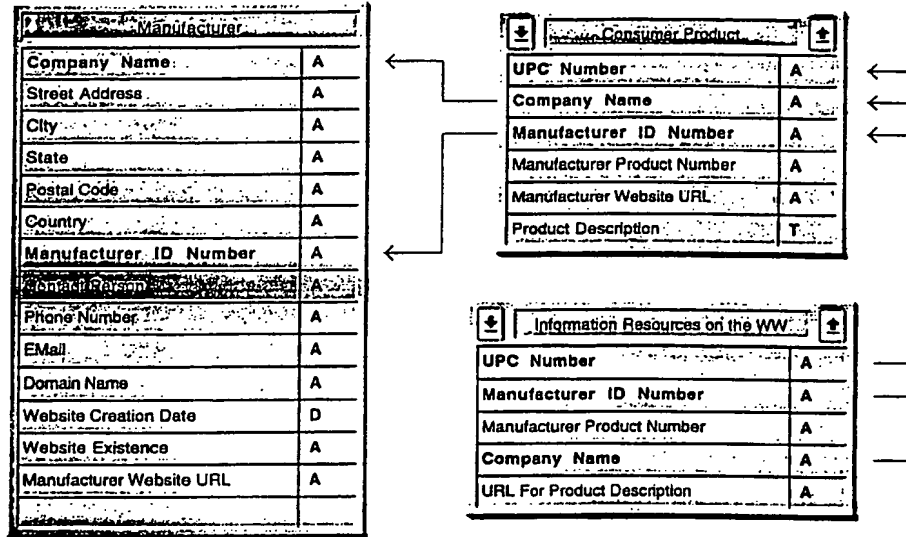 Manufacturer
Company Name A
Street Address A
City A
State A
Postal Code A
Country A
Manufacturer ID Number A
Contact Person A
Phone Number A
EMail A
Domain Name A
Website Creation Date D
Website Existence A
Manufacturer Website URL A
Consumer Product
UPC Number A
Company Name A
Manufacturer ID Number A
Manufacturer Product Number A
Manufacturer Website URL A
Product Description T
Information Resources on the WW
UPC Number A
Manufacturer ID Number A
Manufacturer Product Number A
Company Name A
URL For Product Description A